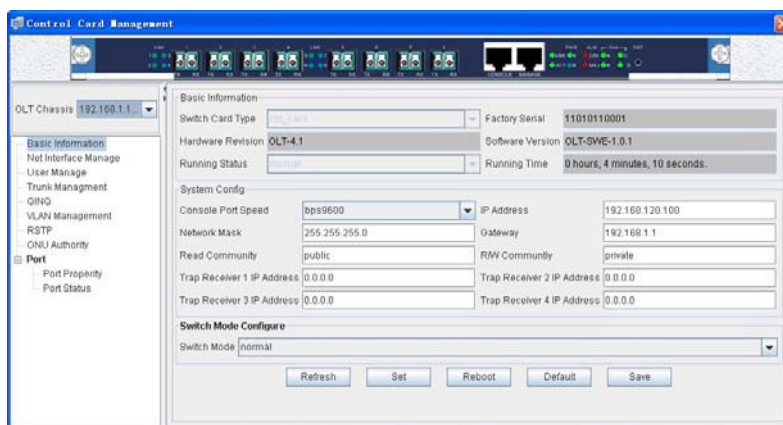 Control Card Management
CONSOLE MANAGE
OLT Chassis 192.168.1.1...
Basic Information
Net Interface Manage
User Manage
Trunk Managment
QINQ
VLAN Management
RSTP
ONU Authority
Port
Port Properity
Port Status
Basic Information
Switch Card Type ctrl_card Factory Serial 11010110001
Hardware Revision OLT-4.1 Software Version OLT-SWE-1.0.1
Running Status normal Running Time 0 hours, 4 minutes, 10 seconds.
System Config
Console Port Speed bps9600 IP Address 192.168.120.100
Network Mask 255.255.255.0 Gateway 192.168.1.1
Read Community public R/W Communtiy private
Trap Receiver 1 IP Address 0.0.0.0 Trap Receiver 2 IP Address 0.0.0.0
Trap Receiver 3 IP Address 0.0.0.0 Trap Receiver 4 IP Address 0.0.0.0
Switch Mode Configure
Switch Mode normal
Refresh Set Reboot Default Save